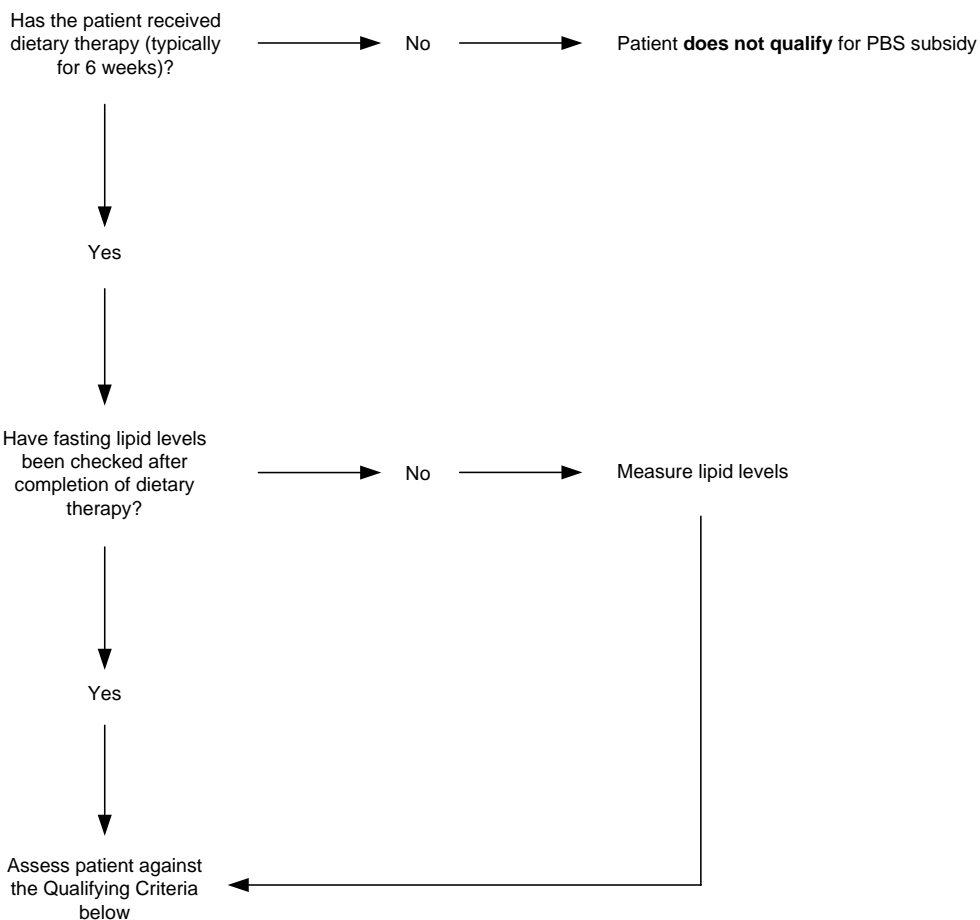 Has the patient received
dietary therapy (typically
for 6 weeks)?
No
Patient does not qualify for PBS subsidy
Yes
Have fasting lipid levels
been checked after
completion of dietary
therapy?
No
Measure lipid levels
Yes
Assess patient against
the Qualifying Criteria
below